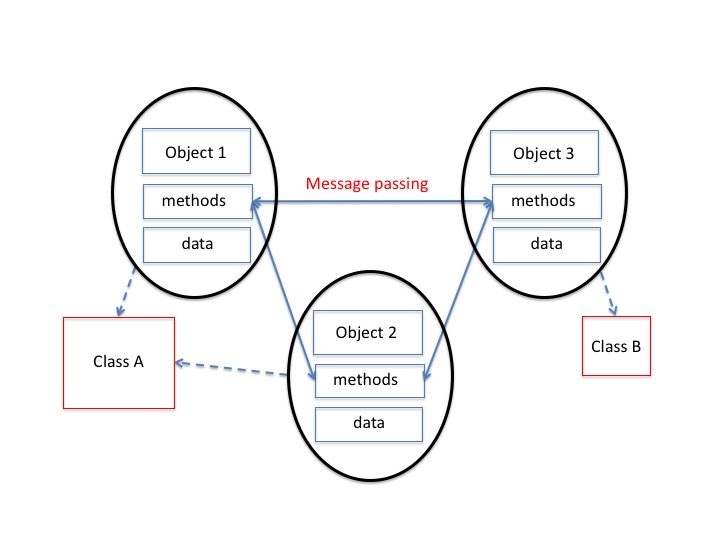 Object 1
methods
data
Message passing
Object 3
methods
data
Object 2
methods
data
Class A
Class B